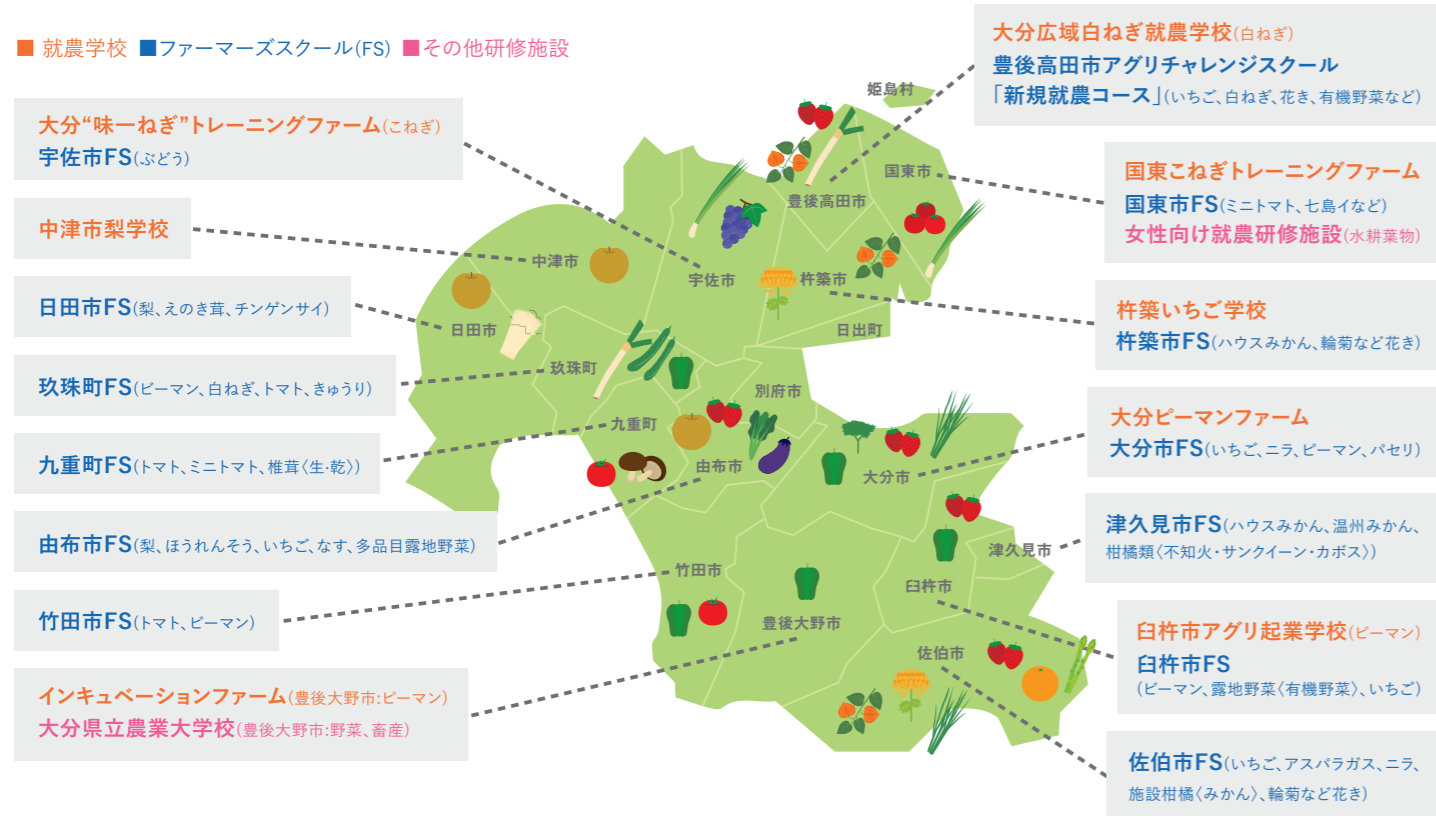 ■ 就農学校 ■ファーマーズスクール(FS) ■その他研修施設
大分“味一ねぎ”トレーニングファーム(こねぎ)
宇佐市FS(ぶどう)
中津市梨学校
日田市FS(梨、えのき茸、チンゲンサイ)
玖珠町FS(ピーマン、白ねぎ、トマト、きゅうり)
九重町FS(トマト、ミニトマト、椎茸〈生・乾〉)
由布市FS(梨、ほうれんそう、いちご、なす、多品目露地野菜)
竹田市FS(トマト、ピーマン)
インキュベーションファーム(豊後大野市:ピーマン)
大分県立農業大学校(豊後大野市:野菜、畜産)
姫島村
国東市
豊後高田市
中津市
宇佐市
杵築市
日田市
日出町
玖珠町
別府市
九重町
由布市
大分市
津久見市
竹田市
臼杵市
豊後大野市
佐伯市
大分広域白ねぎ就農学校(白ねぎ)
豊後高田市アグリチャレンジスクール
「新規就農コース」(いちご、白ねぎ、花き、有機野菜など)
国東こねぎトレーニングファーム
国東市FS(ミニトマト、七島イなど)
女性向け就農研修施設(水耕葉物)
杵築いちご学校
杵築市FS(ハウスみかん、輪菊など花き)
大分ピーマンファーム
大分市FS(いちご、ニラ、ピーマン、パセリ)
津久見市FS(ハウスみかん、温州みかん、
柑橘類〈不知火・サンクイーン・カボス〉)
臼杵市アグリ起業学校(ピーマン)
臼杵市FS
(ピーマン、露地野菜〈有機野菜〉、いちご)
佐伯市FS(いちご、アスパラガス、ニラ、
施設柑橘〈みかん〉、輪菊など花き)